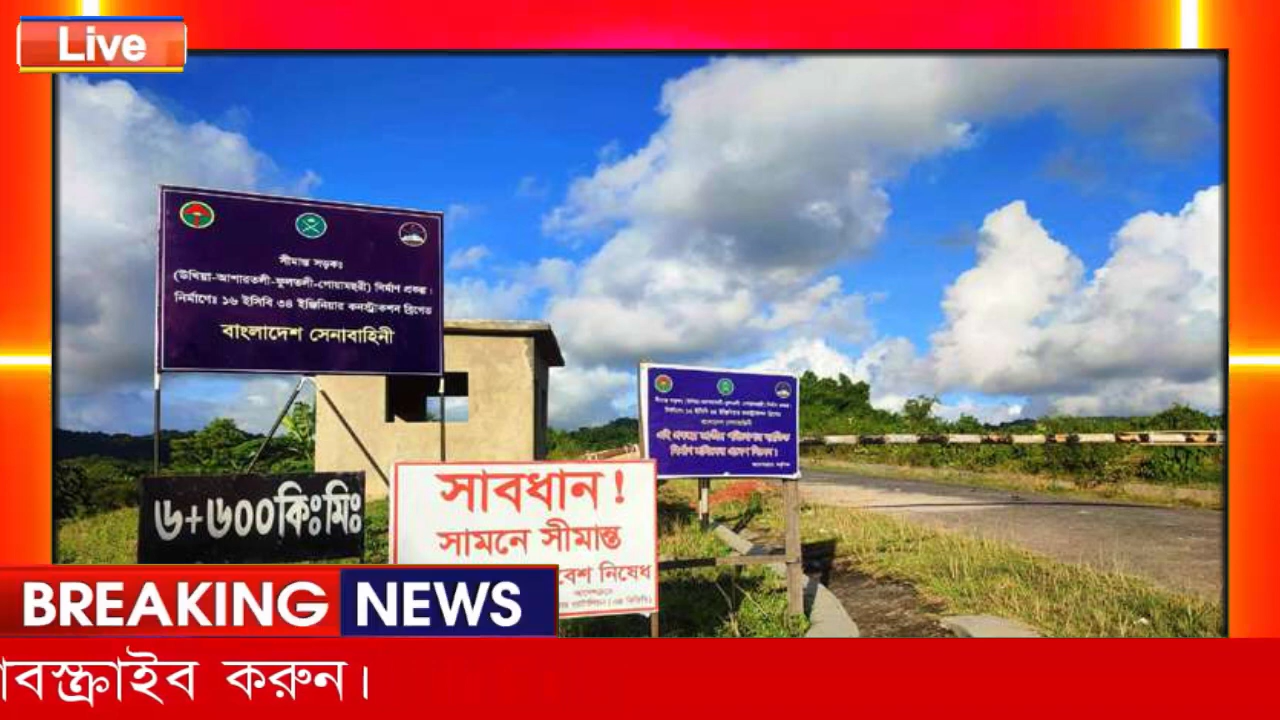 Live
সীমান্ত সড়কঃ
(উখিয়া-আশারতলী-ফুলতলী-দোয়ামছরী) নির্মাণ প্রকল্প।
নির্মাণেঃ ১৬ ইসিবি ৩৪ ইঞ্জিনিয়ার কনস্ট্রাকশন ব্রিগেড
বাংলাদেশ সেনাবাহিনী
বাংলাদেশ সেনাবাহিনী
৬+৬০০কিঃমিঃ
সাবধান !
সামনে সীমান্ত
বেশ নিষেধ
BREAKING NEWS
াবস্ক্রাইব করুন।